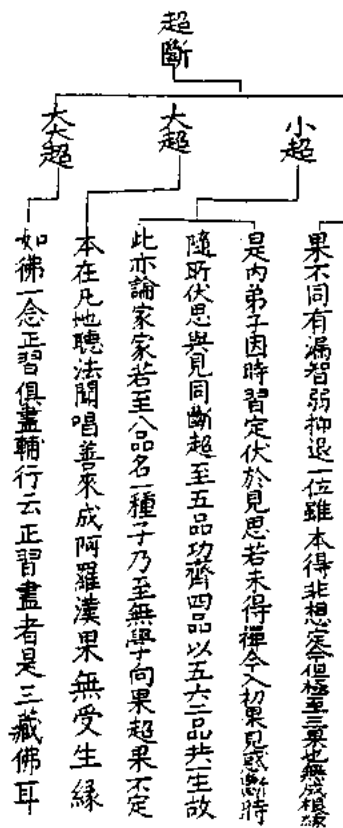 超斷
小超
大超
大大超
果不同有漏智弱抑退一位雖本得非想定令但極至三果也無成根緣
是內弟子因時習定伏於見思若未得禪今入初果見惑斷時
隨所伏思與見同斷超至五品功齊四品以五六二品共一生故
此亦論家家若至八品名一種子乃至無學向果超果不定
本在凡地聽法聞唱善來成阿羅漢果無受生緣
如佛一念正習俱盡輔行云正習盡者是三藏佛耳